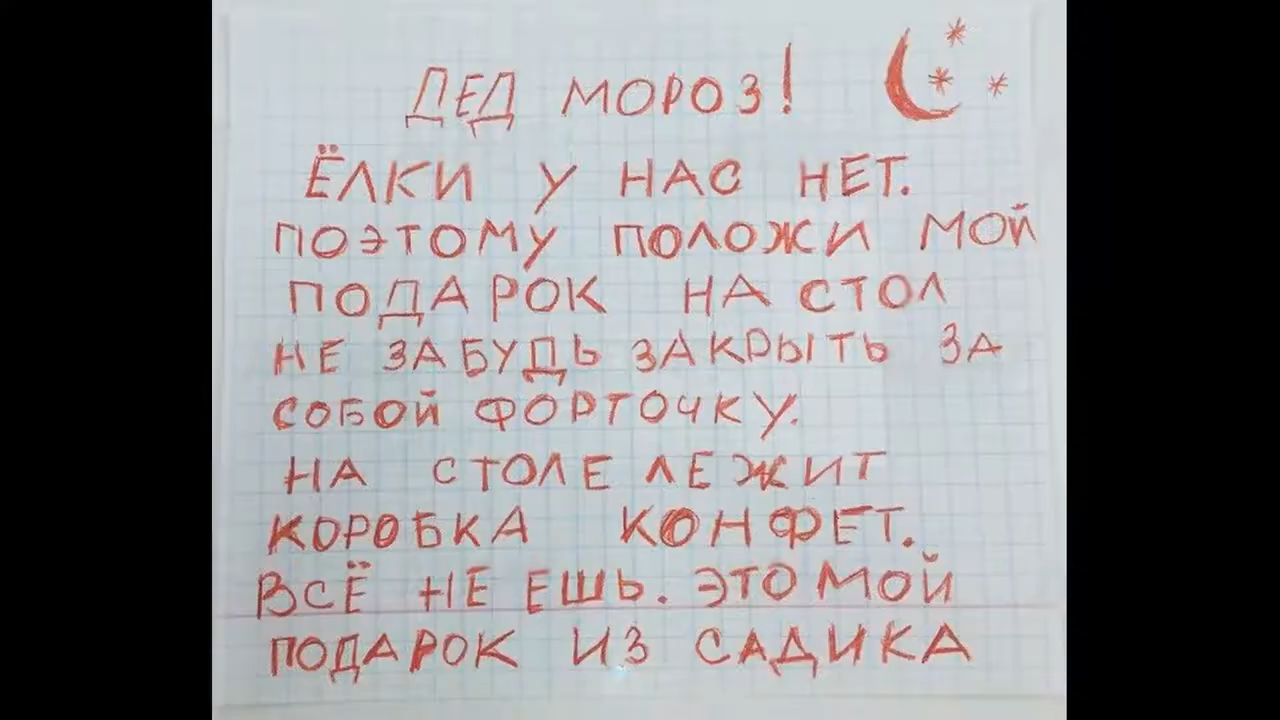 ДЕД МОРОЗ!
ЁЛКИ У НАС НЕТ.
ПОЭТОМУ ПОЛОЖИ МОЙ
ПОДАРОК НА СТОЛ
НЕ ЗАБУДЬ ЗАКРЫТЬ ЗА
СОБОЙ ФОРТОЧКУ.
НА СТОЛЕ ЛЕЖИТ
КОРОБКА КОНФЕТ.
ВСЁ НЕ ЕШЬ. ЭТО МОЙ
ПОДАРОК ИЗ САДИКА